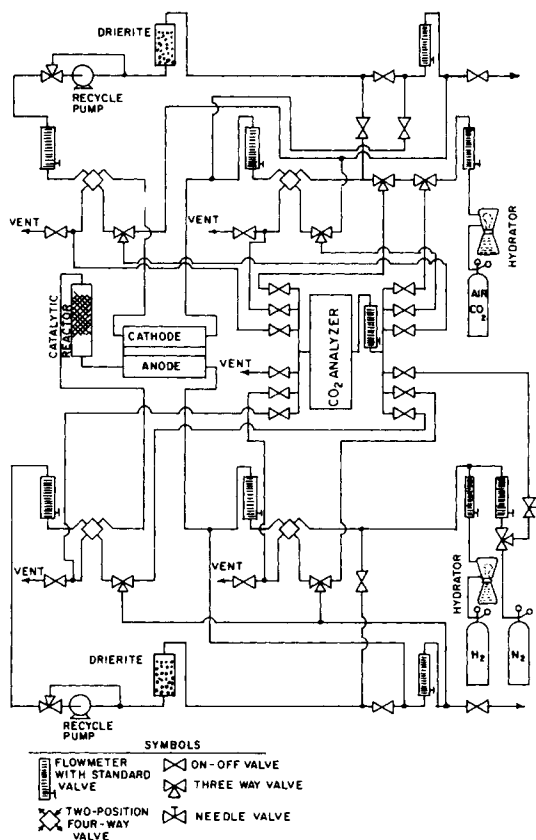 DRIERITE
RECYCLE
PUMP
VENT
VENT
HYDRATOR
AIR
CO2
CATALYTIC
REACTOR
CATHODE
ANODE
VENT
CO2 ANALYZER
VENT
VENT
HYDRATOR
H2
N2
DRIERITE
RECYCLE
PUMP
SYMBOLS
FLOWMETER
WITH STANDARD
VALVE
ON-OFF VALVE
THREE WAY VALVE
TWO-POSITION
FOUR-WAY
VALVE
NEEDLE VALVE